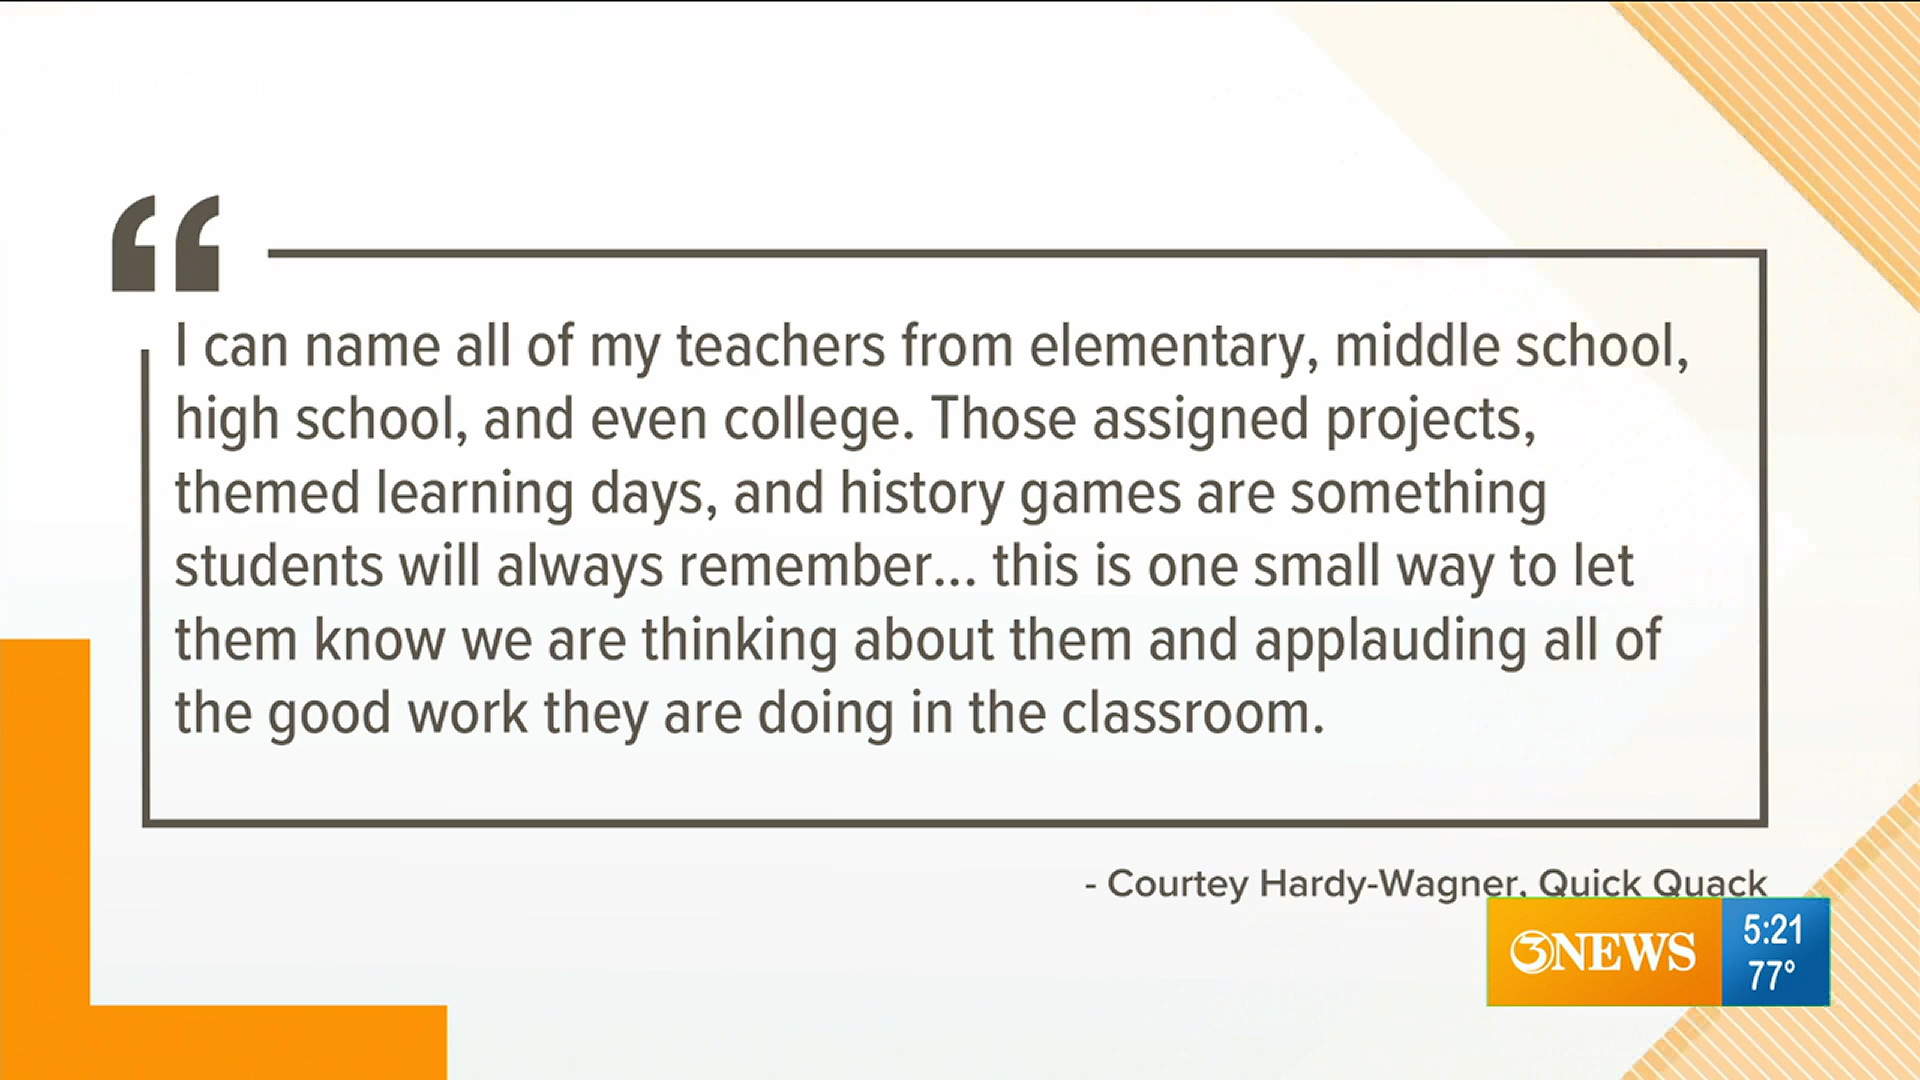 “
I can name all of my teachers from elementary, middle school,
high school, and even college. Those assigned projects,
themed learning days, and history games are something
students will always remember... this is one small way to let
them know we are thinking about them and applauding all of
the good work they are doing in the classroom.
- Courtey Hardy-Wagner, Quick Quack
3NEWS
5:21
77°